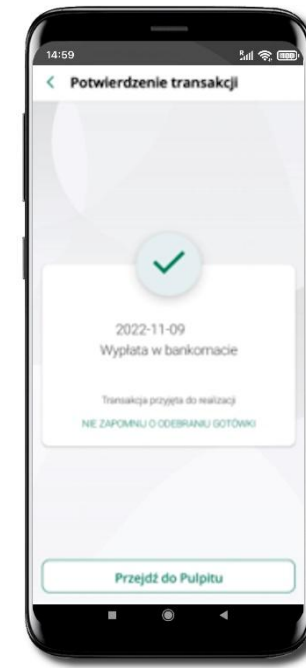 14:59
Potwierdzenie transakcji
2022-11-09
Wypłata w bankomacie
Transakcja przyjęta do realizacji
NIE ZAPOMNIJ O ODEBRANIU GOTÓWKI
Przejdź do Pulpitu